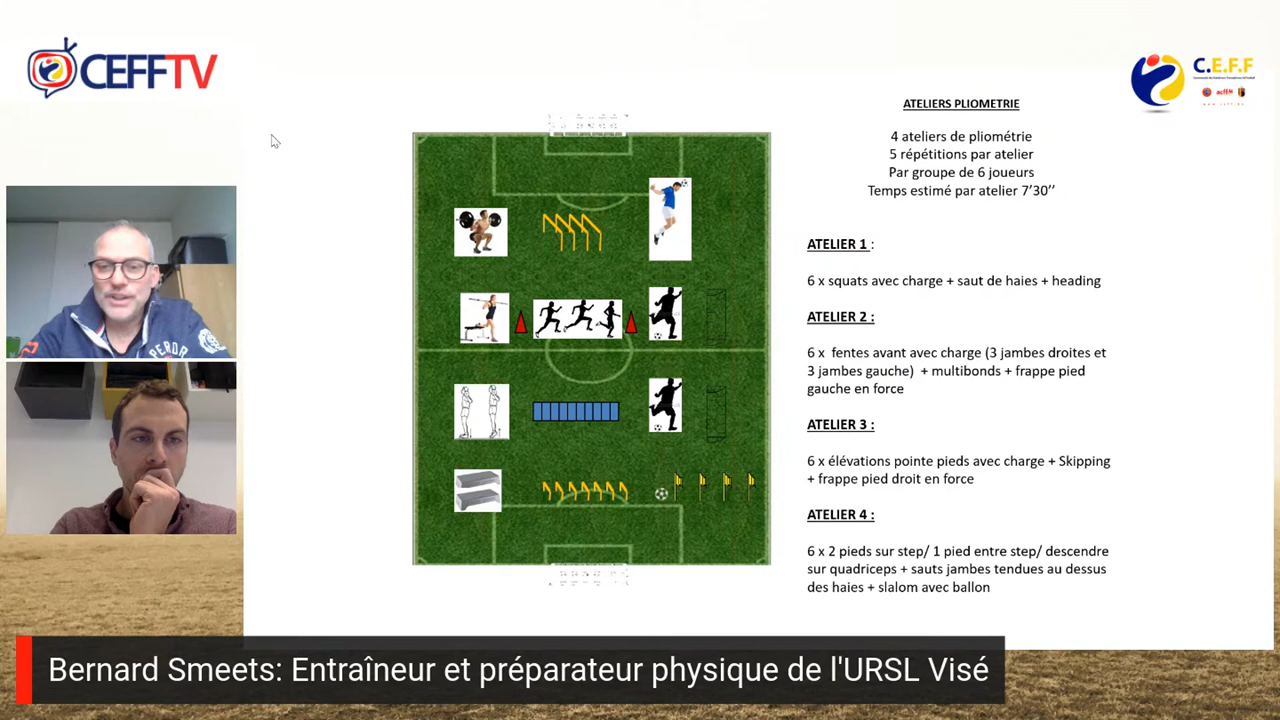 CEFFTV
C.E.F.F
ATELIERS PLIOMETRIE
4 ateliers de pliométrie
5 répétitions par atelier
Par groupe de 6 joueurs
Temps estimé par atelier 7’30’’
ATELIER 1 :
6 x squats avec charge + saut de haies + heading
ATELIER 2 :
6 x  fentes avant avec charge (3 jambes droites et
3 jambes gauche)  + multibonds + frappe pied
gauche en force
ATELIER 3 :
6 x élévations pointe pieds avec charge + Skipping
+ frappe pied droit en force
ATELIER 4 :
6 x 2 pieds sur step/ 1 pied entre step/ descendre
sur quadriceps + sauts jambes tendues au dessus
des haies + slalom avec ballon
Bernard Smeets: Entraîneur et préparateur physique de l'URSL Visé